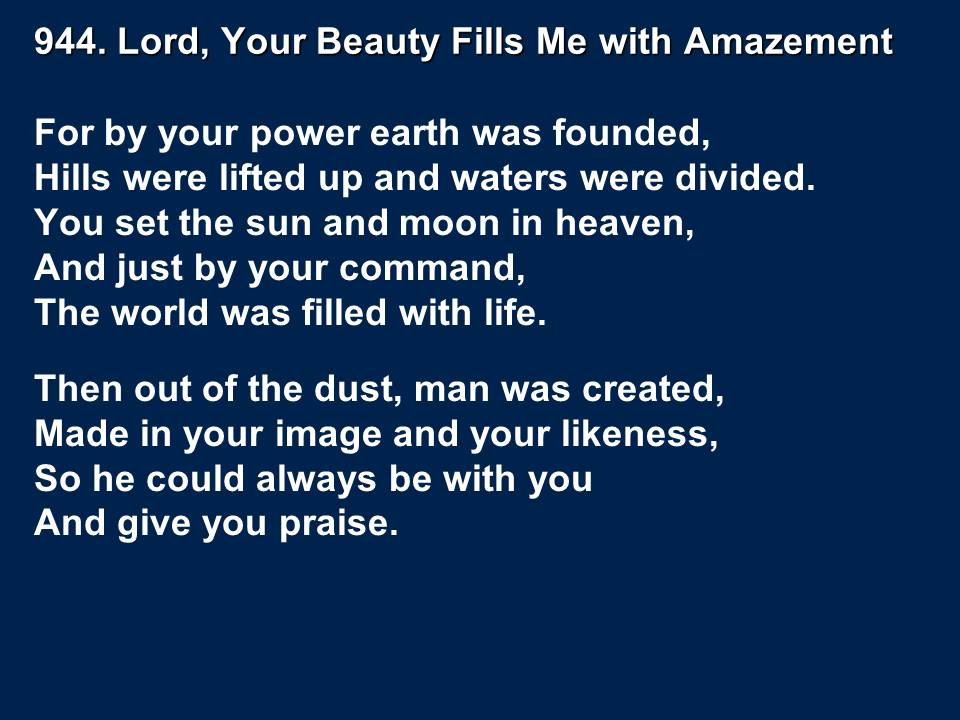 944. Lord, Your Beauty Fills Me with Amazement
For by your power earth was founded,
Hills were lifted up and waters were divided.
You set the sun and moon in heaven,
And just by your command,
The world was filled with life.
Then out of the dust, man was created,
Made in your image and your likeness,
So he could always be with you
And give you praise.